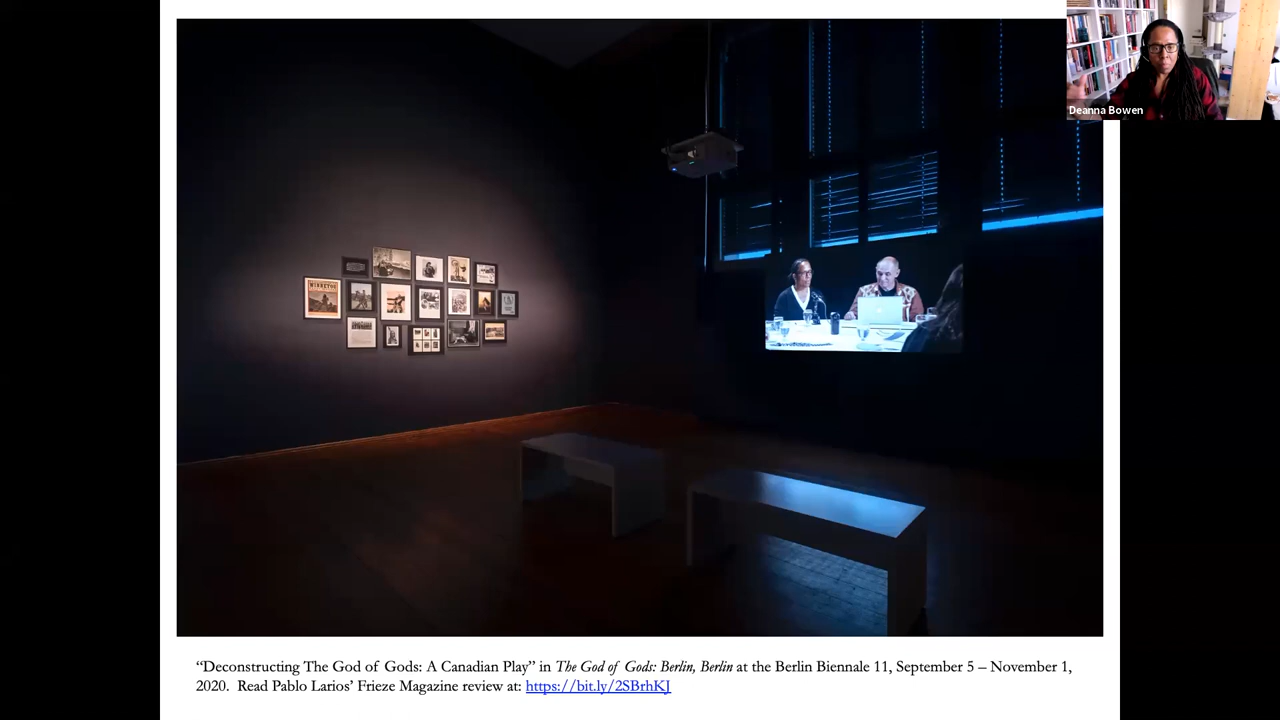 Deanna Bowen
MINNETOS
“Deconstructing The God of Gods: A Canadian Play” in The God of Gods: Berlin, Berlin at the Berlin Biennale 11, September 5 – November 1,
2020.  Read Pablo Larios’ Frieze Magazine review at: https://bit.ly/2SBrhKJ